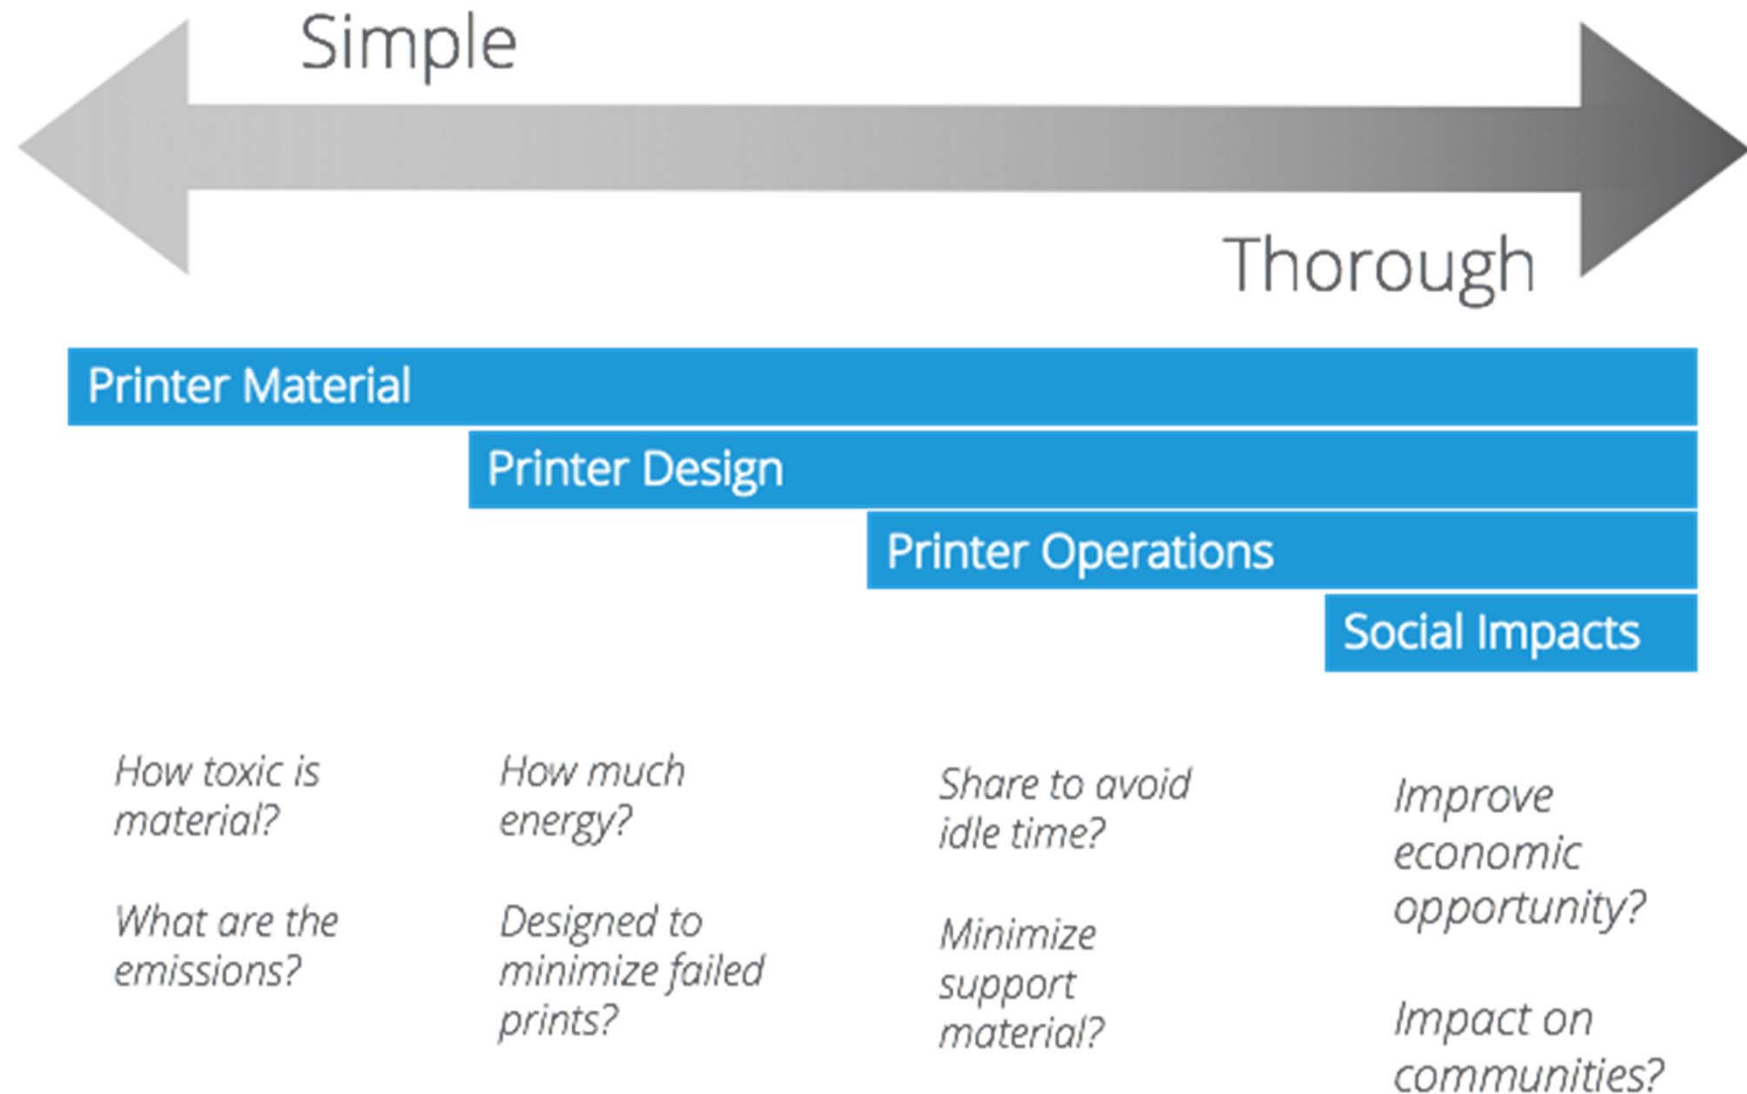 Simple
Thorough
Printer Material
Printer Design
Printer Operations
Social Impacts
How toxic is
material?
What are the
emissions?
How much
energy?
Designed to
minimize failed
prints?
Share to avoid
idle time?
Minimize
support
material?
Improve
economic
opportunity?
Impact on
communities?